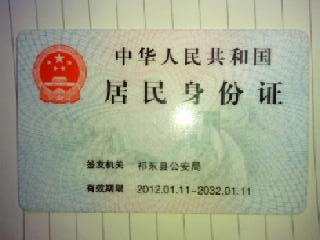 中华人民共和国
居民身份证
签发机关 祁东县公安局
有效期限 2012.01.11-2032.01.11